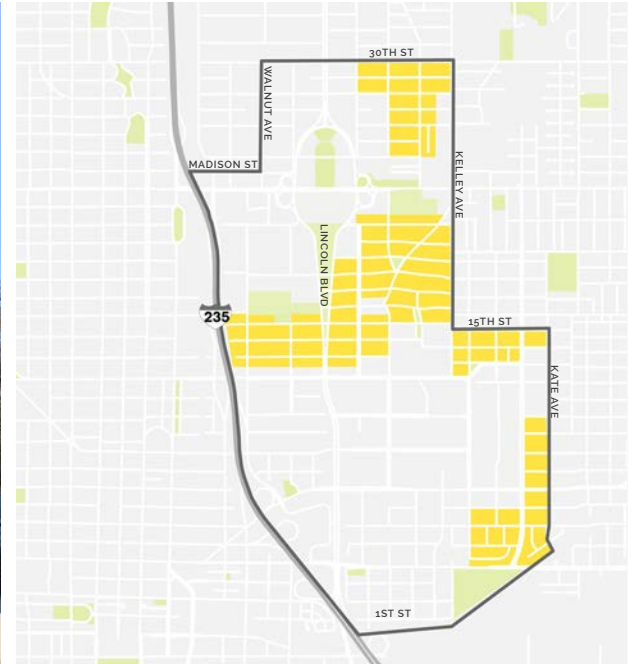 30TH ST
WALNUT AVE
MADISON ST
KELLEY AVE
LINCOLN BLVD
235
15TH ST
KATE AVE
1ST ST